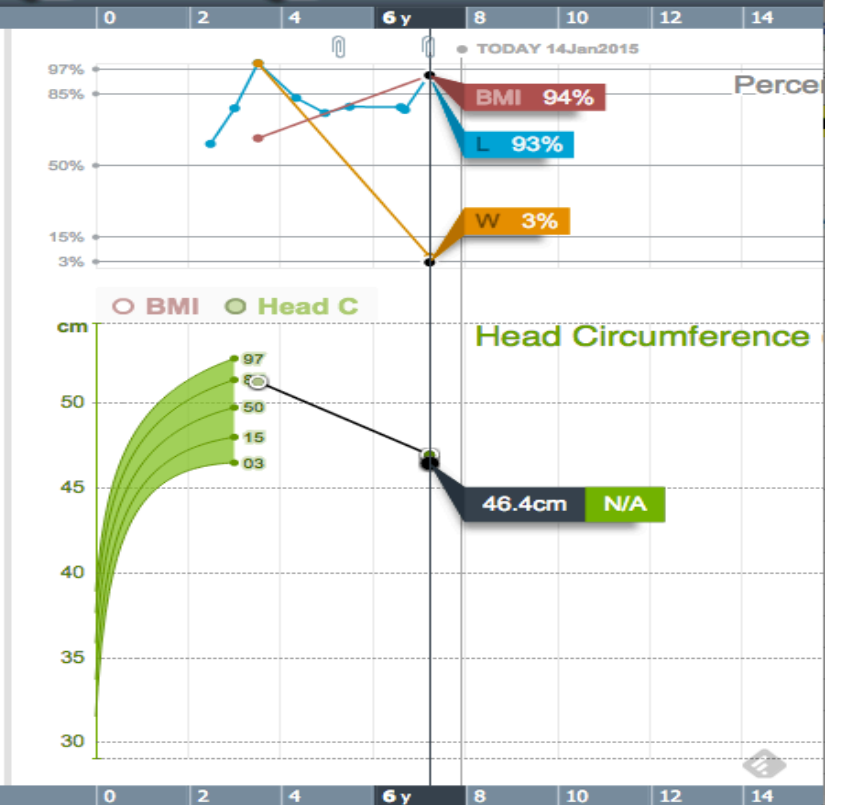 0 2 4 6 y 8 10 12 14
TODAY 14Jan2015
97%
85%
Percei
BMI 94%
L 93%
50%
W 3%
15%
3%
BMI Head C
cm
Head Circumference
97
50
50
15
03
45
46.4cm N/A
40
35
30
0 2 4 6 y 8 10 12 14